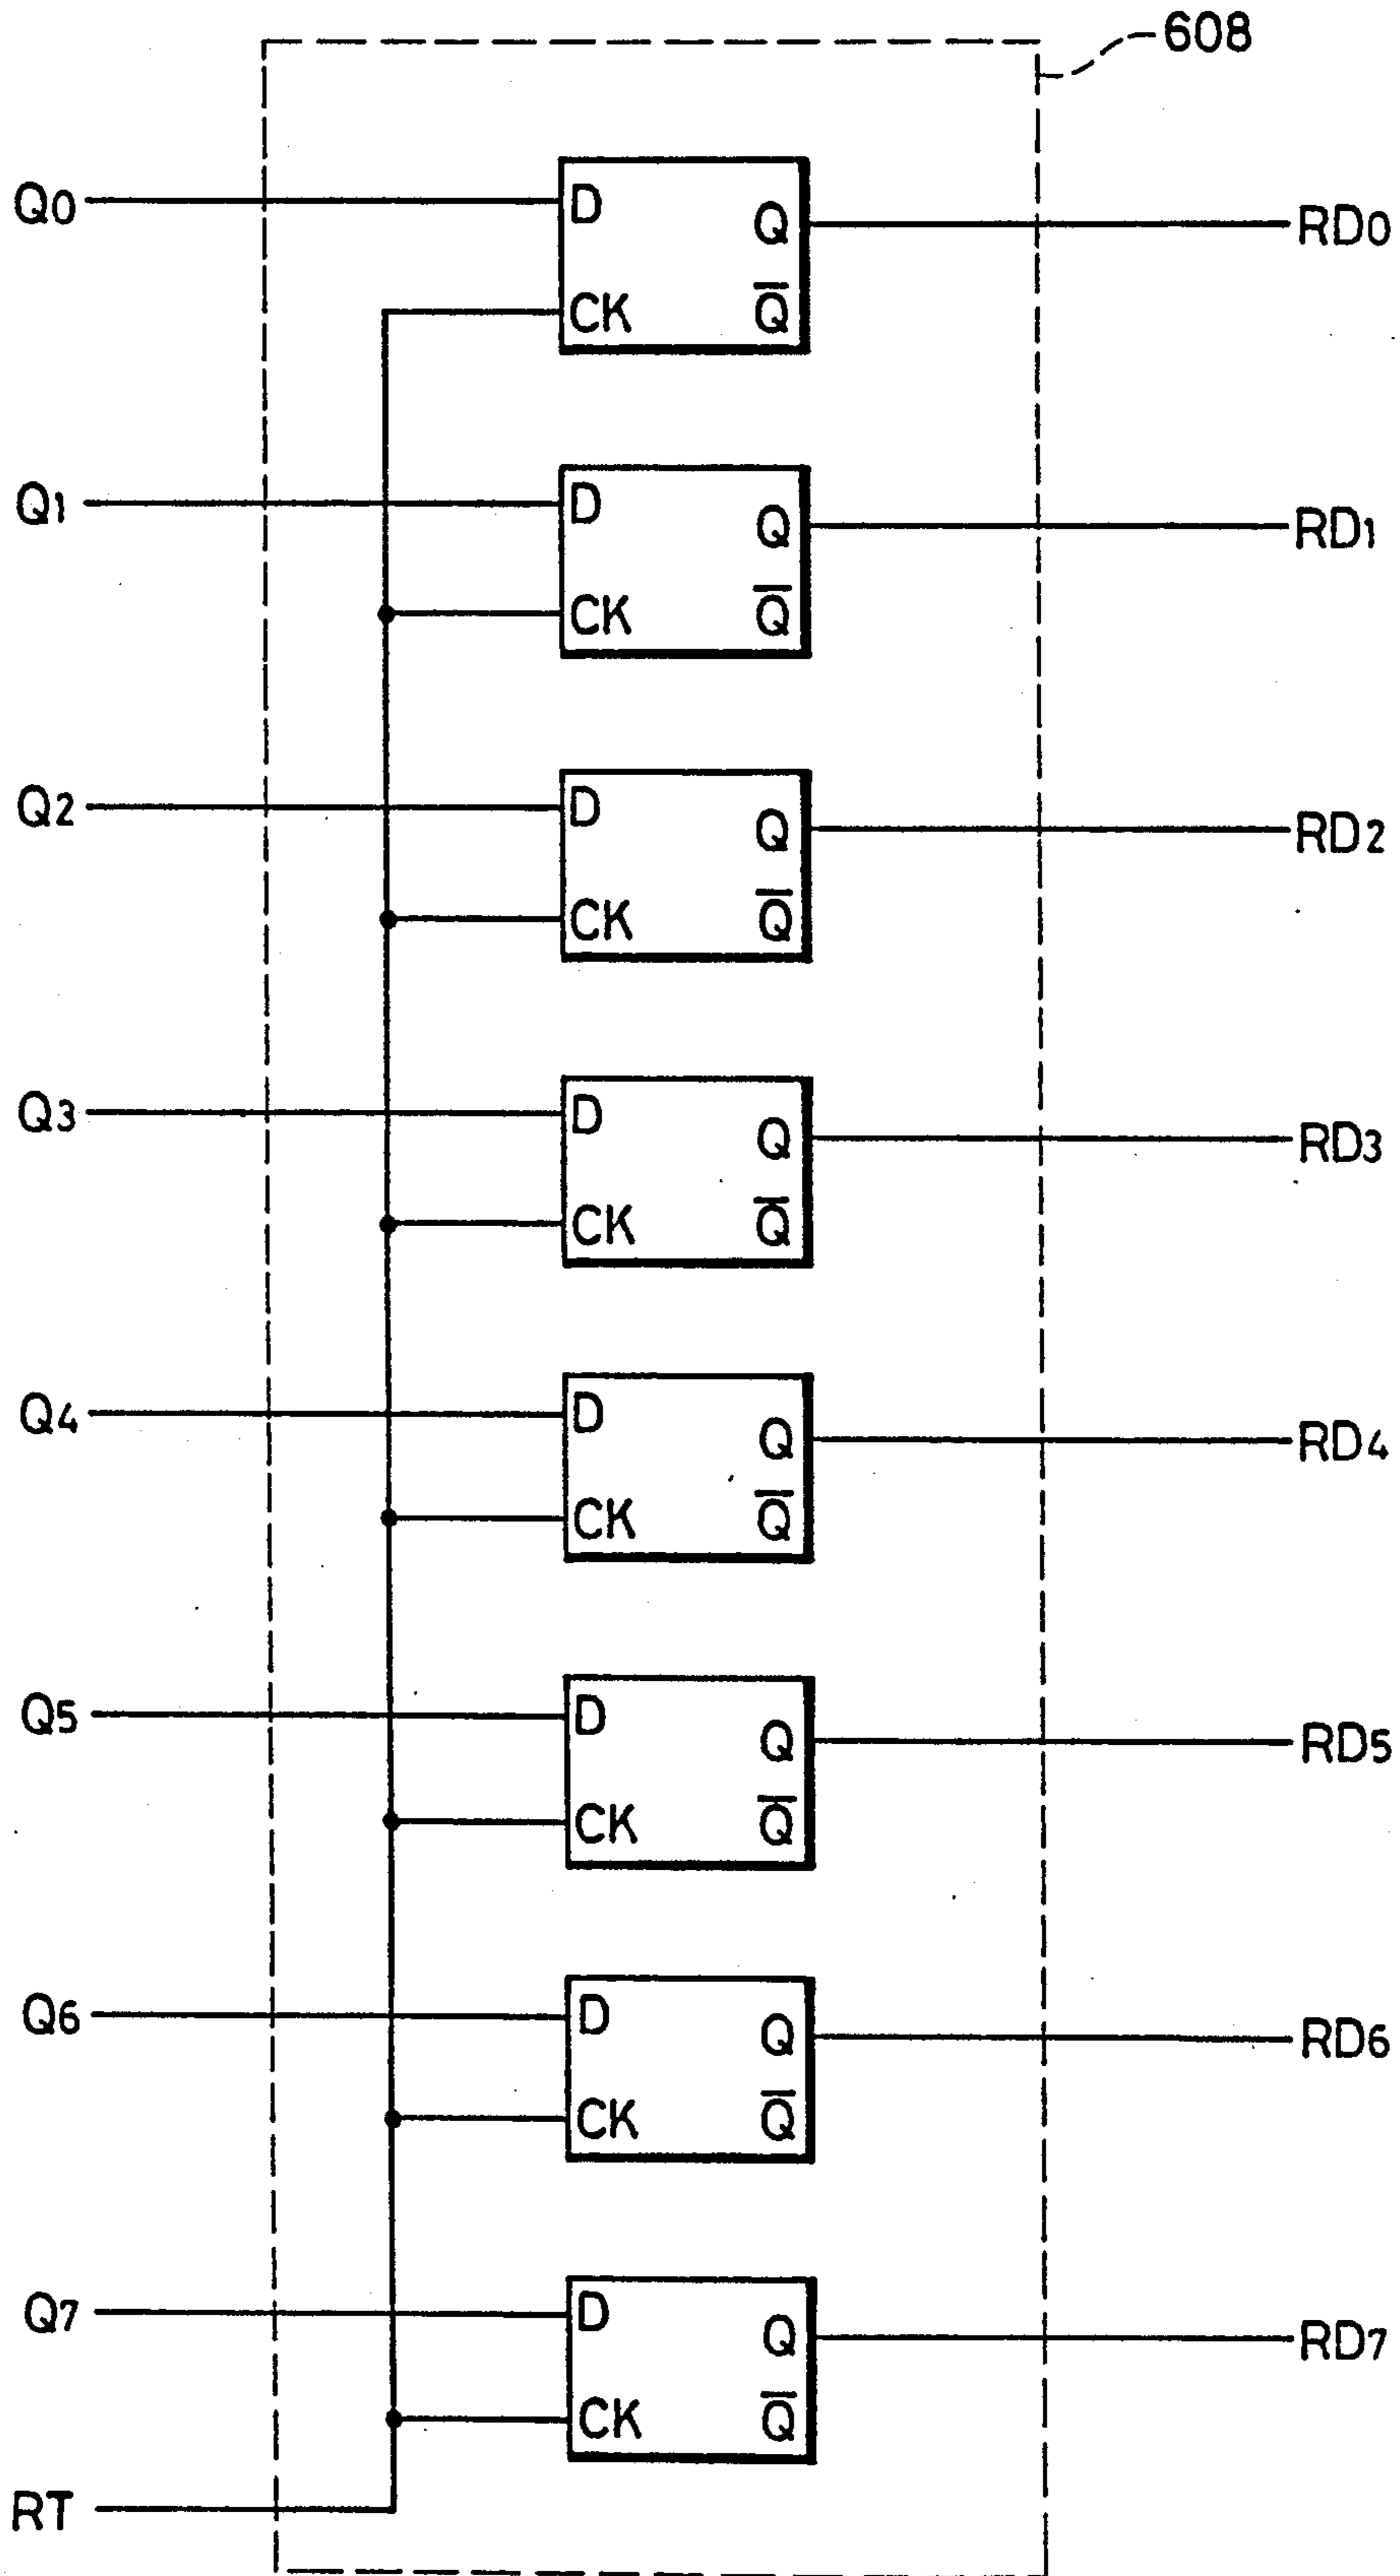 608
Q0 D Q RD0
CK Q̅
Q1 D Q RD1
CK Q̅
Q2 D Q RD2
CK Q̅
Q3 D Q RD3
CK Q̅
Q4 D Q RD4
CK Q̅
Q5 D Q RD5
CK Q̅
Q6 D Q RD6
CK Q̅
Q7 D Q RD7
CK Q̅
RT